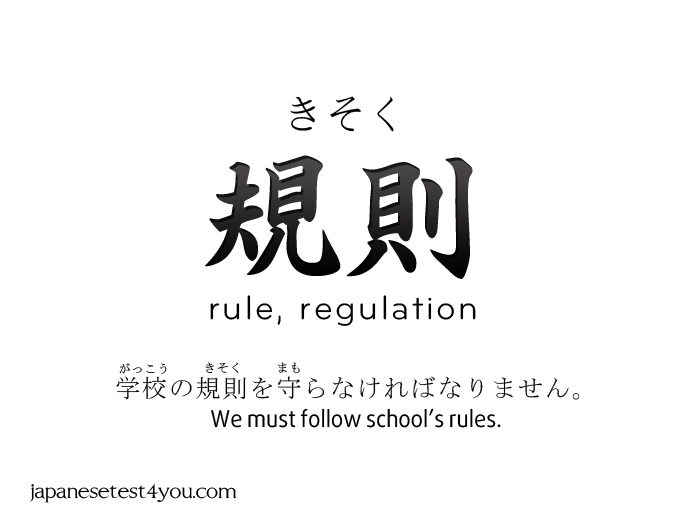 きそく
規則
rule, regulation
がっこう きそく まも
学校の規則を守らなければなりません。
We must follow school's rules.
japanesetest4you.com